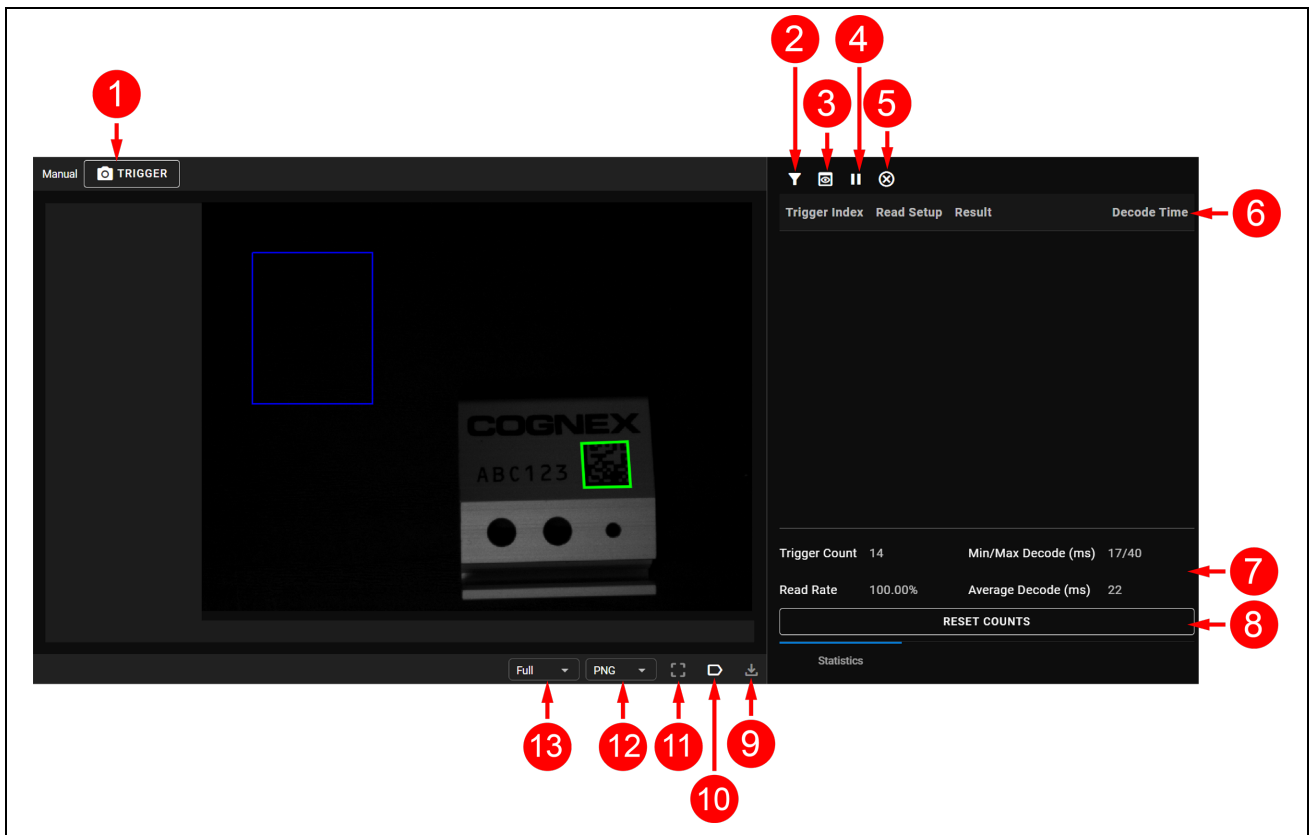 2 4
1 3 5
Manual TRIGGER
Trigger Index Read Setup Result Decode Time 6
COGNEX
ABC123
Trigger Count 14 Min/Max Decode (ms) 17/40
7
Read Rate 100.00% Average Decode (ms) 22
RESET COUNTS 8
Statistics
Full PNG
13 12 11 9
10